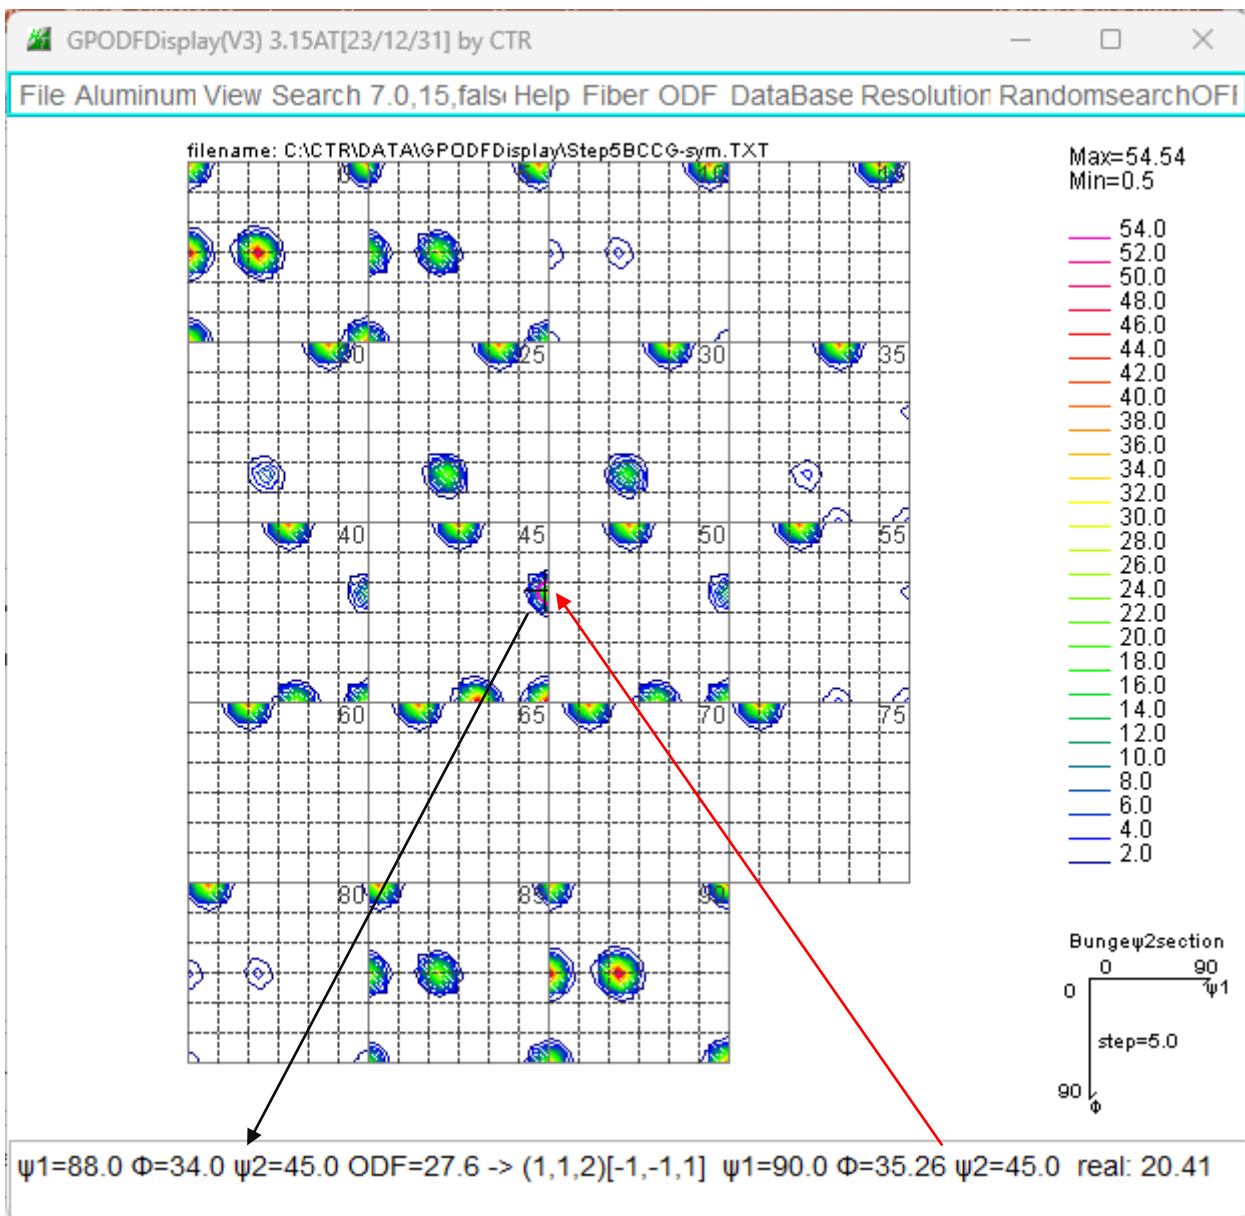 GPODFDisplay(V3) 3.15AT[23/12/31] by CTR
File Aluminum View Search 7.0,15,fals Help Fiber ODF DataBase Resolution RandomsearchOF
filename: C:\CTR\DATA\GPODFDisplay\Step5BCCG-sym.TXT
Max=54.54
Min=0.5
20 25 30 35
40 45 50 55
60 65 70 75
80 85 90
54.0
52.0
50.0
48.0
46.0
44.0
42.0
40.0
38.0
36.0
34.0
32.0
30.0
28.0
26.0
24.0
22.0
20.0
18.0
16.0
14.0
12.0
10.0
8.0
6.0
4.0
2.0
Bungeψ2section
0 90
0 ψ1
step=5.0
90
Φ
ψ1=88.0 Φ=34.0 ψ2=45.0 ODF=27.6 -> (1,1,2)[-1,-1,1] ψ1=90.0 Φ=35.26 ψ2=45.0 real: 20.41